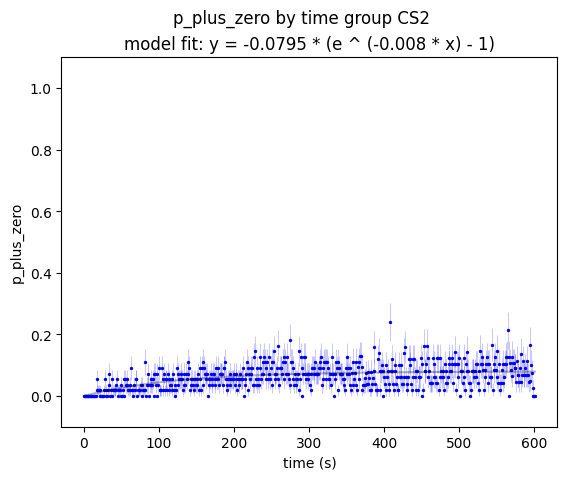 p_plus_zero by time group CS2
model fit: y = -0.0795 * (e ^ (-0.008 * x) - 1)
1.0
0.8
0.6
0.4
0.2
0.0
p_plus_zero
0 100 200 300 400 500 600
time (s)